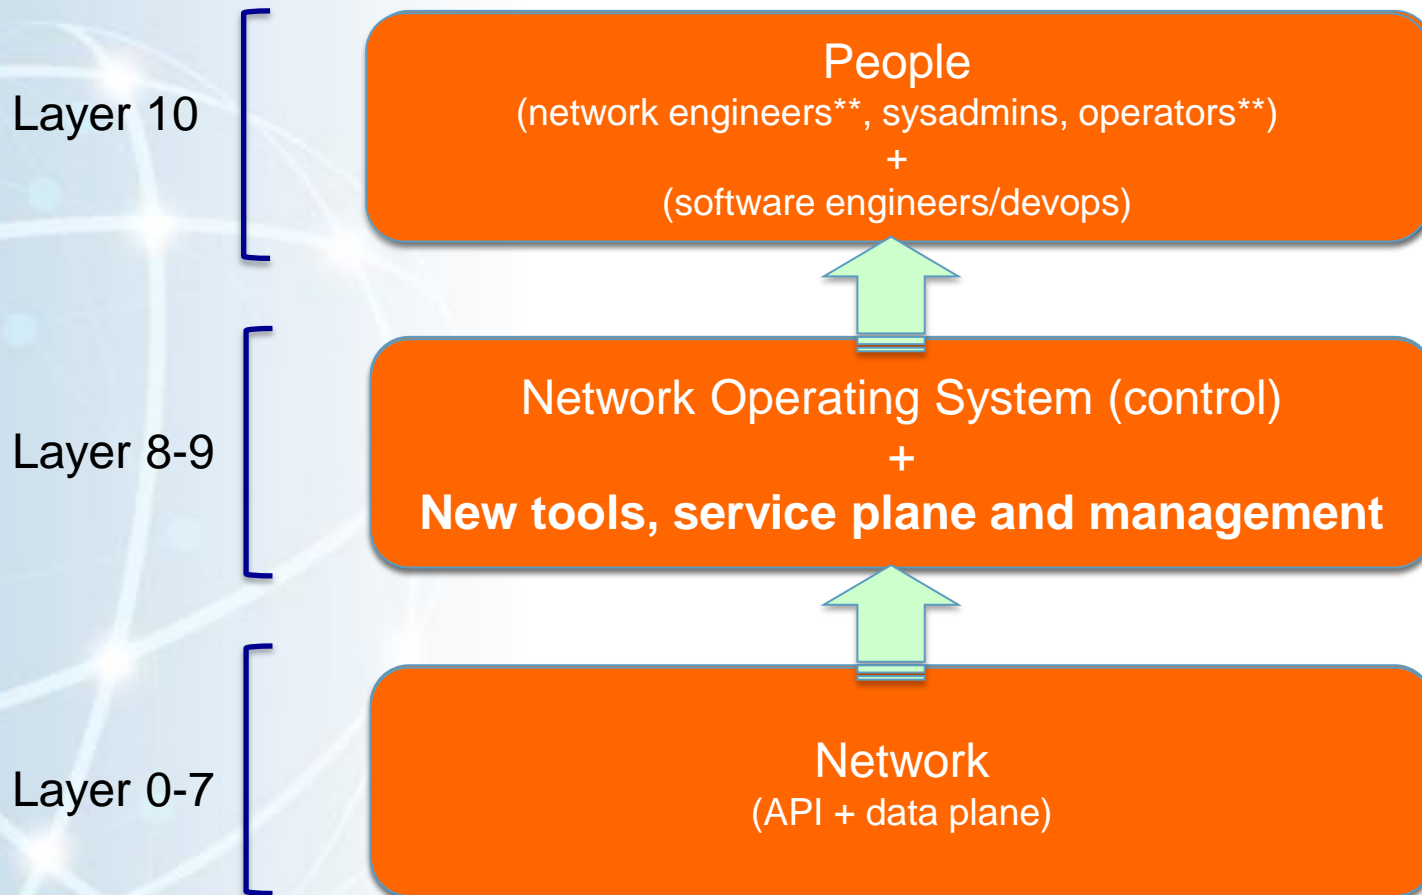 Layer 10
People
(network engineers**, sysadmins, operators**)
+
(software engineers/devops)
Layer 8-9
Network Operating System (control)
+
New tools, service plane and management
Layer 0-7
Network
(API + data plane)